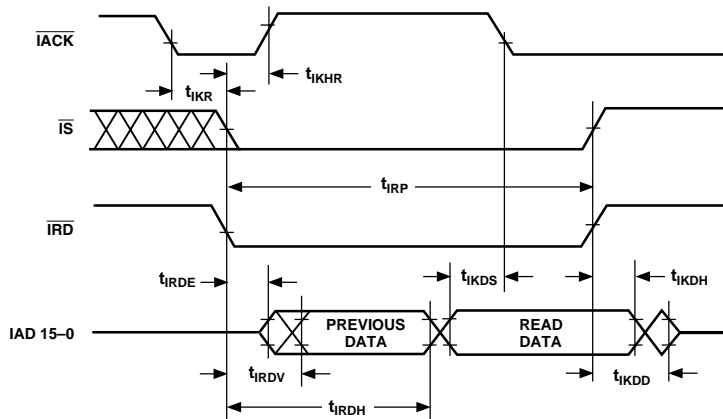 IACK
tIKR
tIKHR
IS
tIRP
IRD
tIRDE
tIKDS
tIKDH
IAD 15–0
PREVIOUS
DATA
READ
DATA
tIRDV
tIKDD
tIRDH